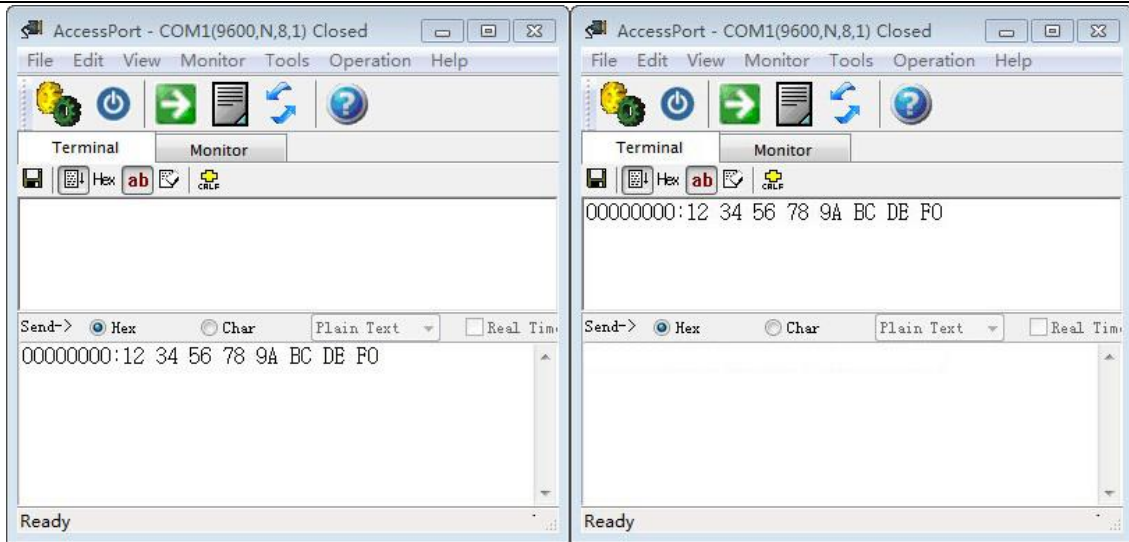 AccessPort - COM1(9600,N,8,1) Closed
File Edit View Monitor Tools Operation Help
Terminal Monitor
Hex ab CRLF
Send-> Hex Char Plain Text Real Tim
00000000:12 34 56 78 9A BC DE F0
Ready
AccessPort - COM1(9600,N,8,1) Closed
File Edit View Monitor Tools Operation Help
Terminal Monitor
Hex ab CRLF
00000000:12 34 56 78 9A BC DE F0
Send-> Hex Char Plain Text Real Tim
Ready